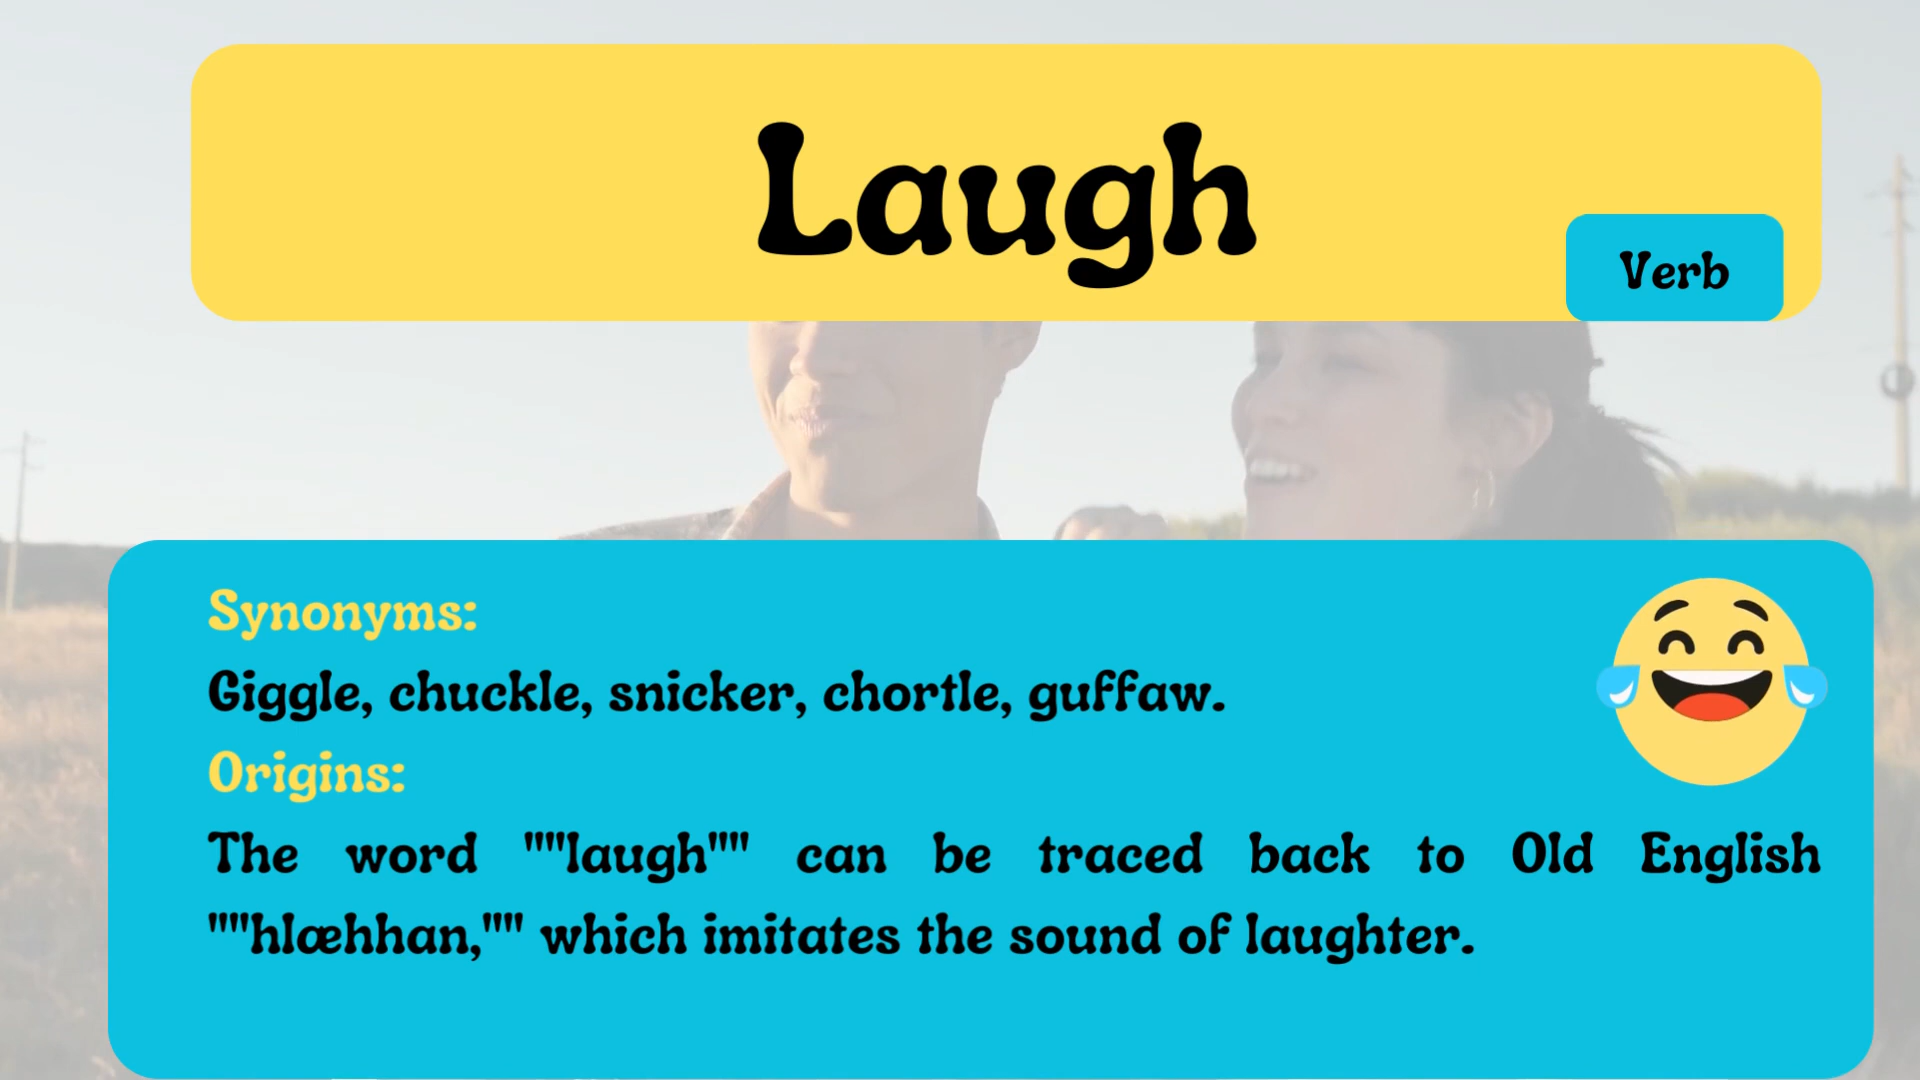 Laugh
Verb
Synonyms:
Giggle, chuckle, snicker, chortle, guffaw.
Origins:
The word ""laugh"" can be traced back to Old English
""hlæhhan,"" which imitates the sound of laughter.